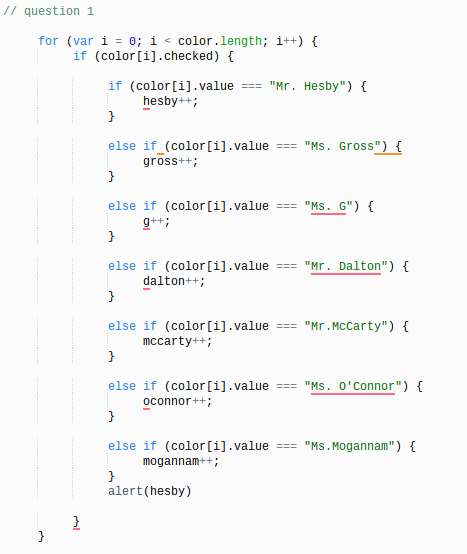 // question 1
for (var i = 0; i < color.length; i++) {
if (color[i].checked) {
if (color[i].value === "Mr. Hesby") {
hesby++;
}
else if (color[i].value === "Ms. Gross") {
gross++;
}
else if (color[i].value === "Ms. G") {
g++;
}
else if (color[i].value === "Mr. Dalton") {
dalton++;
}
else if (color[i].value === "Mr.McCarty") {
mccarty++;
}
else if (color[i].value === "Ms. O'Connor") {
oconnor++;
}
else if (color[i].value === "Ms.Mogannam") {
mogannam++;
}
alert(hesby)
}
}